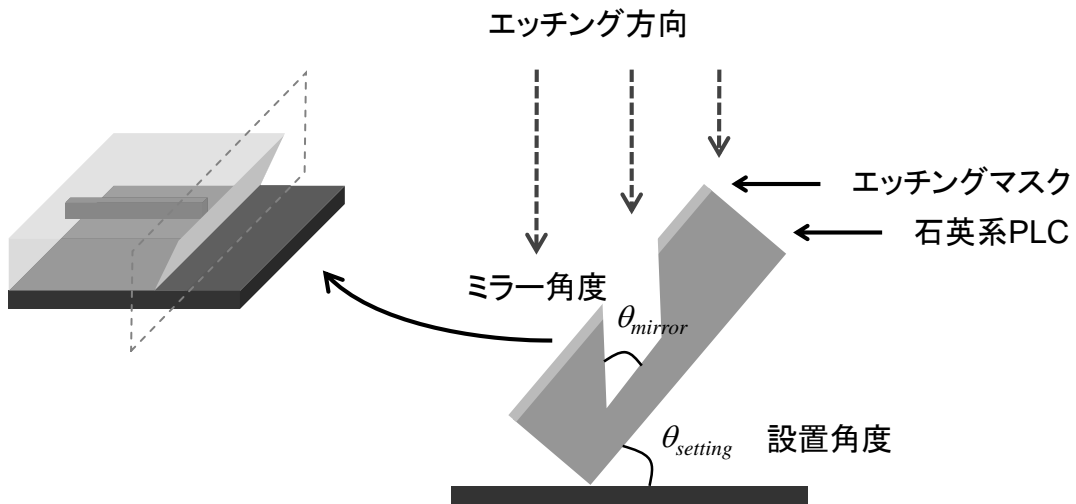 エッチング方向
エッチングマスク
石英系PLC
ミラー角度
θmirror
θsetting 設置角度